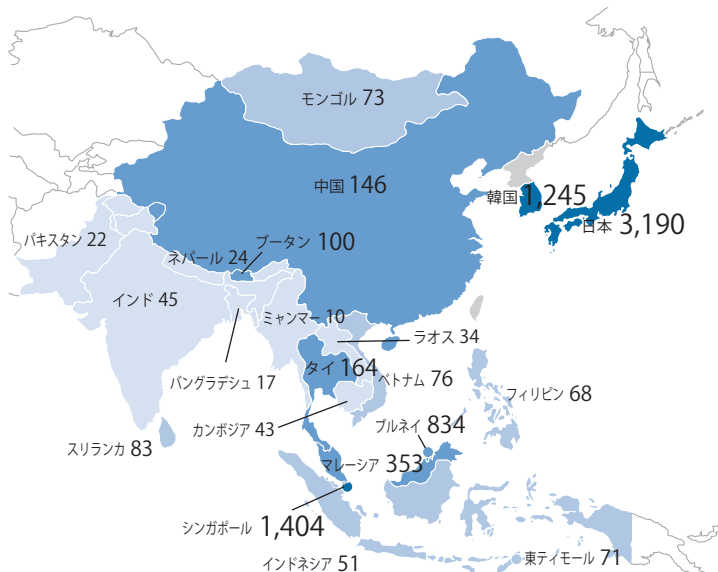 モンゴル 73
中国 146
韓国 1,245
日本 3,190
パキスタン 22
ネパール 24
ブータン 100
インド 45
ミャンマー 10
ラオス 34
バングラデシュ 17
タイ 164
ベトナム 76
フィリピン 68
カンボジア 43
ブルネイ 834
スリランカ 83
マレーシア 353
シンガポール 1,404
インドネシア 51
東ティモール 71